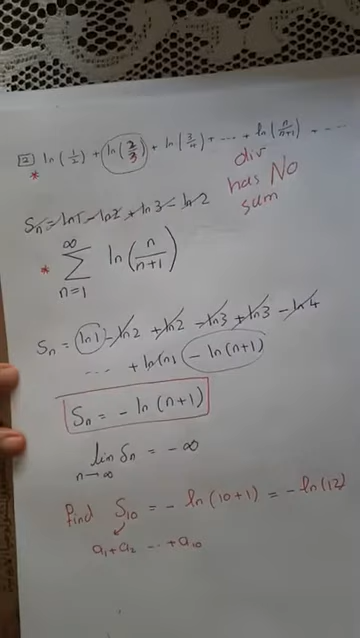 [2] ln(1/2) + ln(2/3) + ln(3/4) + ... + ln(n/n+1) + ...
* div
has No
sum
Sn = ln1 - ln2 + ln3 - ln2
* ∞
∑ ln(n/n+1)
n=1
Sn = ln1 - ln2 + ln2 - ln3 + ln3 - ln4
... + ln n - ln(n+1)
Sn = - ln(n+1)
lim Sn = -∞
n→∞
find S10 = - ln(10+1) = - ln(12)
a1+a2 ... +a10